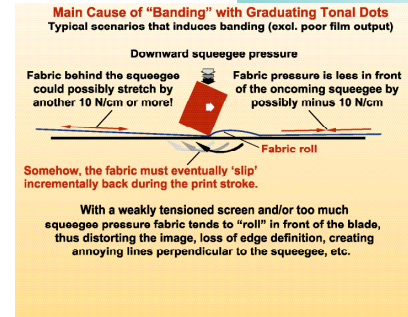 Main Cause of “Banding” with Graduating Tonal Dots
Typical scenarios that induces banding (excl. poor film output)
Downward squeegee pressure
Fabric behind the squeegee
could possibly stretch by
another 10 N/cm or more!
Fabric pressure is less in front
of the oncoming squeegee by
possibly minus 10 N/cm
Fabric roll
Somehow, the fabric must eventually ‘slip’
incrementally back during the print stroke.
With a weakly tensioned screen and/or too much
squeegee pressure fabric tends to “roll” in front of the blade,
thus distorting the image, loss of edge definition, creating
annoying lines perpendicular to the squeegee, etc.